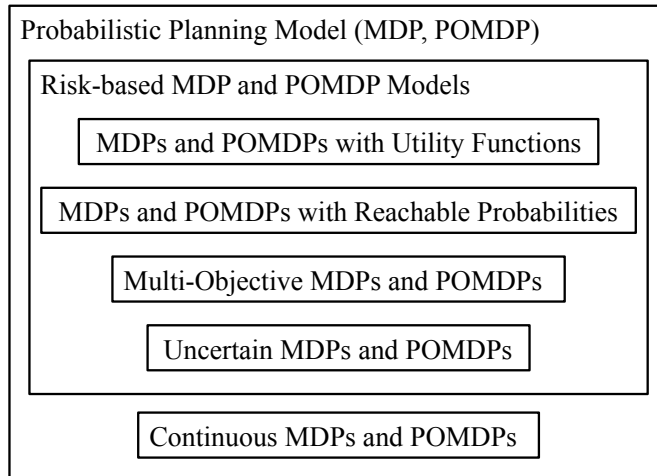 Probabilistic Planning Model (MDP, POMDP)
Risk-based MDP and POMDP Models
MDPs and POMDPs with Utility Functions
MDPs and POMDPs with Reachable Probabilities
Multi-Objective MDPs and POMDPs
Uncertain MDPs and POMDPs
Continuous MDPs and POMDPs